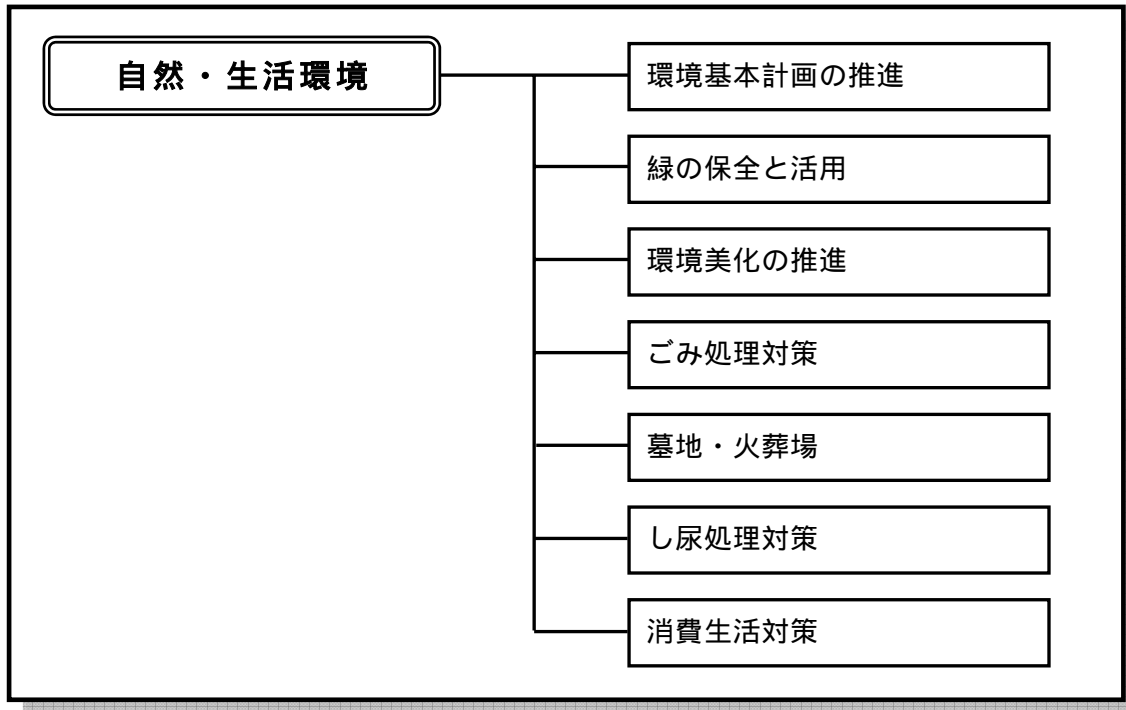 自然・生活環境
環境基本計画の推進
緑の保全と活用
環境美化の推進
ごみ処理対策
墓地・火葬場
し尿処理対策
消費生活対策